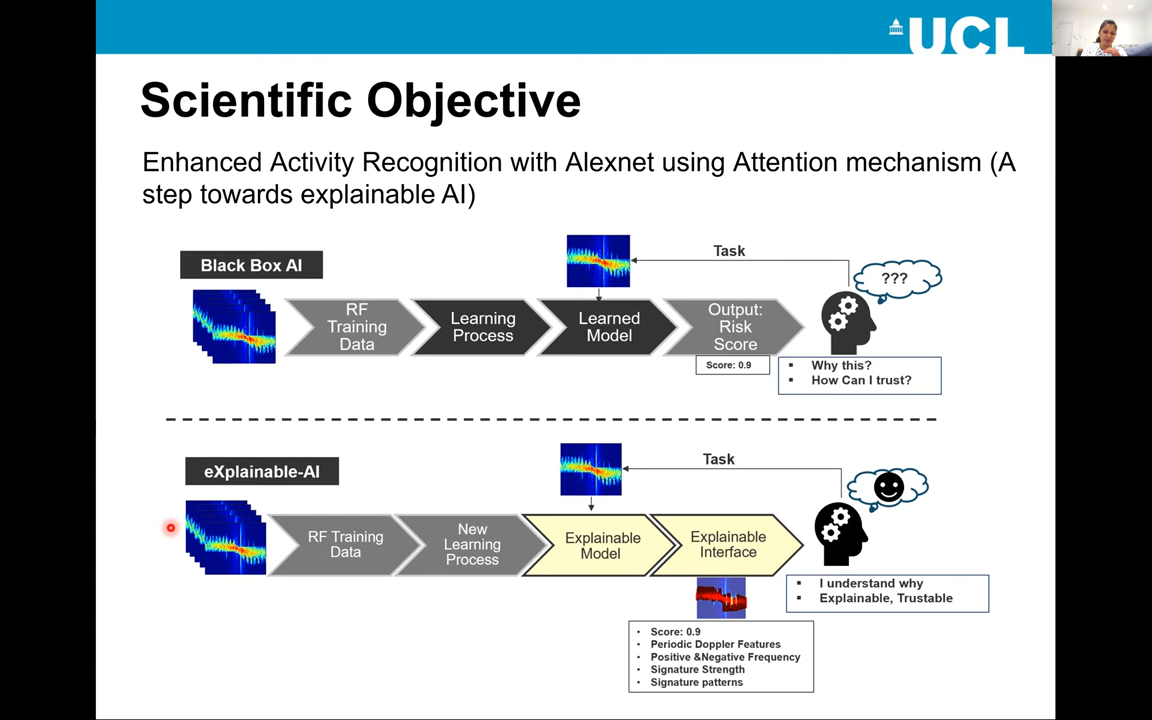 UCL
Scientific Objective
Enhanced Activity Recognition with Alexnet using Attention mechanism (A
step towards explainable AI)
Black Box AI
Task
???
RF
Training
Data
Learning
Process
Learned
Model
Output:
Risk
Score
Score: 0.9
Why this?
How Can I trust?
eXplainable-AI
Task
RF Training
Data
New
Learning
Process
Explainable
Model
Explainable
Interface
I understand why
Explainable, Trustable
Score: 0.9
Periodic Doppler Features
Positive &Negative Frequency
Signature Strength
Signature patterns